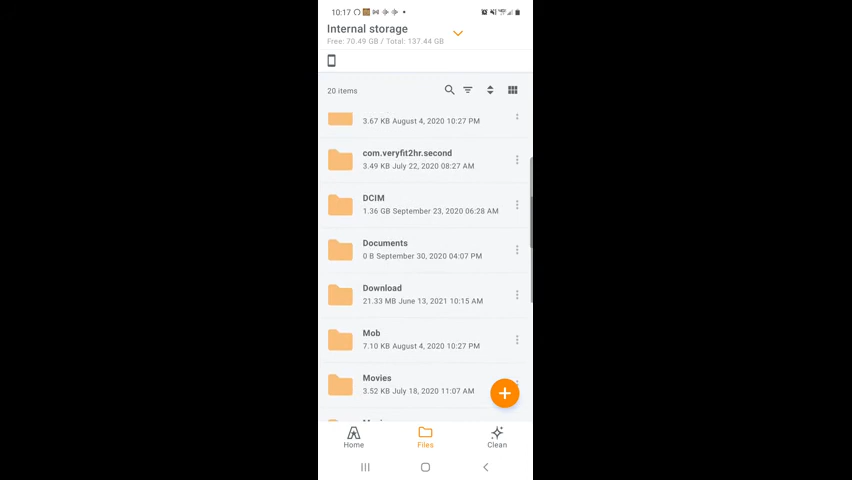 10:17
Internal storage
Free: 70.49 GB / Total: 137.44 GB
20 items
3.67 KB August 4, 2020 10:27 PM
com.veryfit2hr.second
3.49 KB July 22, 2020 08:27 AM
DCIM
1.36 GB September 23, 2020 06:28 AM
Documents
0 B September 30, 2020 04:07 PM
Download
21.33 MB June 13, 2021 10:15 AM
Mob
7.10 KB August 4, 2020 10:27 PM
Movies
3.52 KB July 18, 2020 11:07 AM
Home
Files
Clean